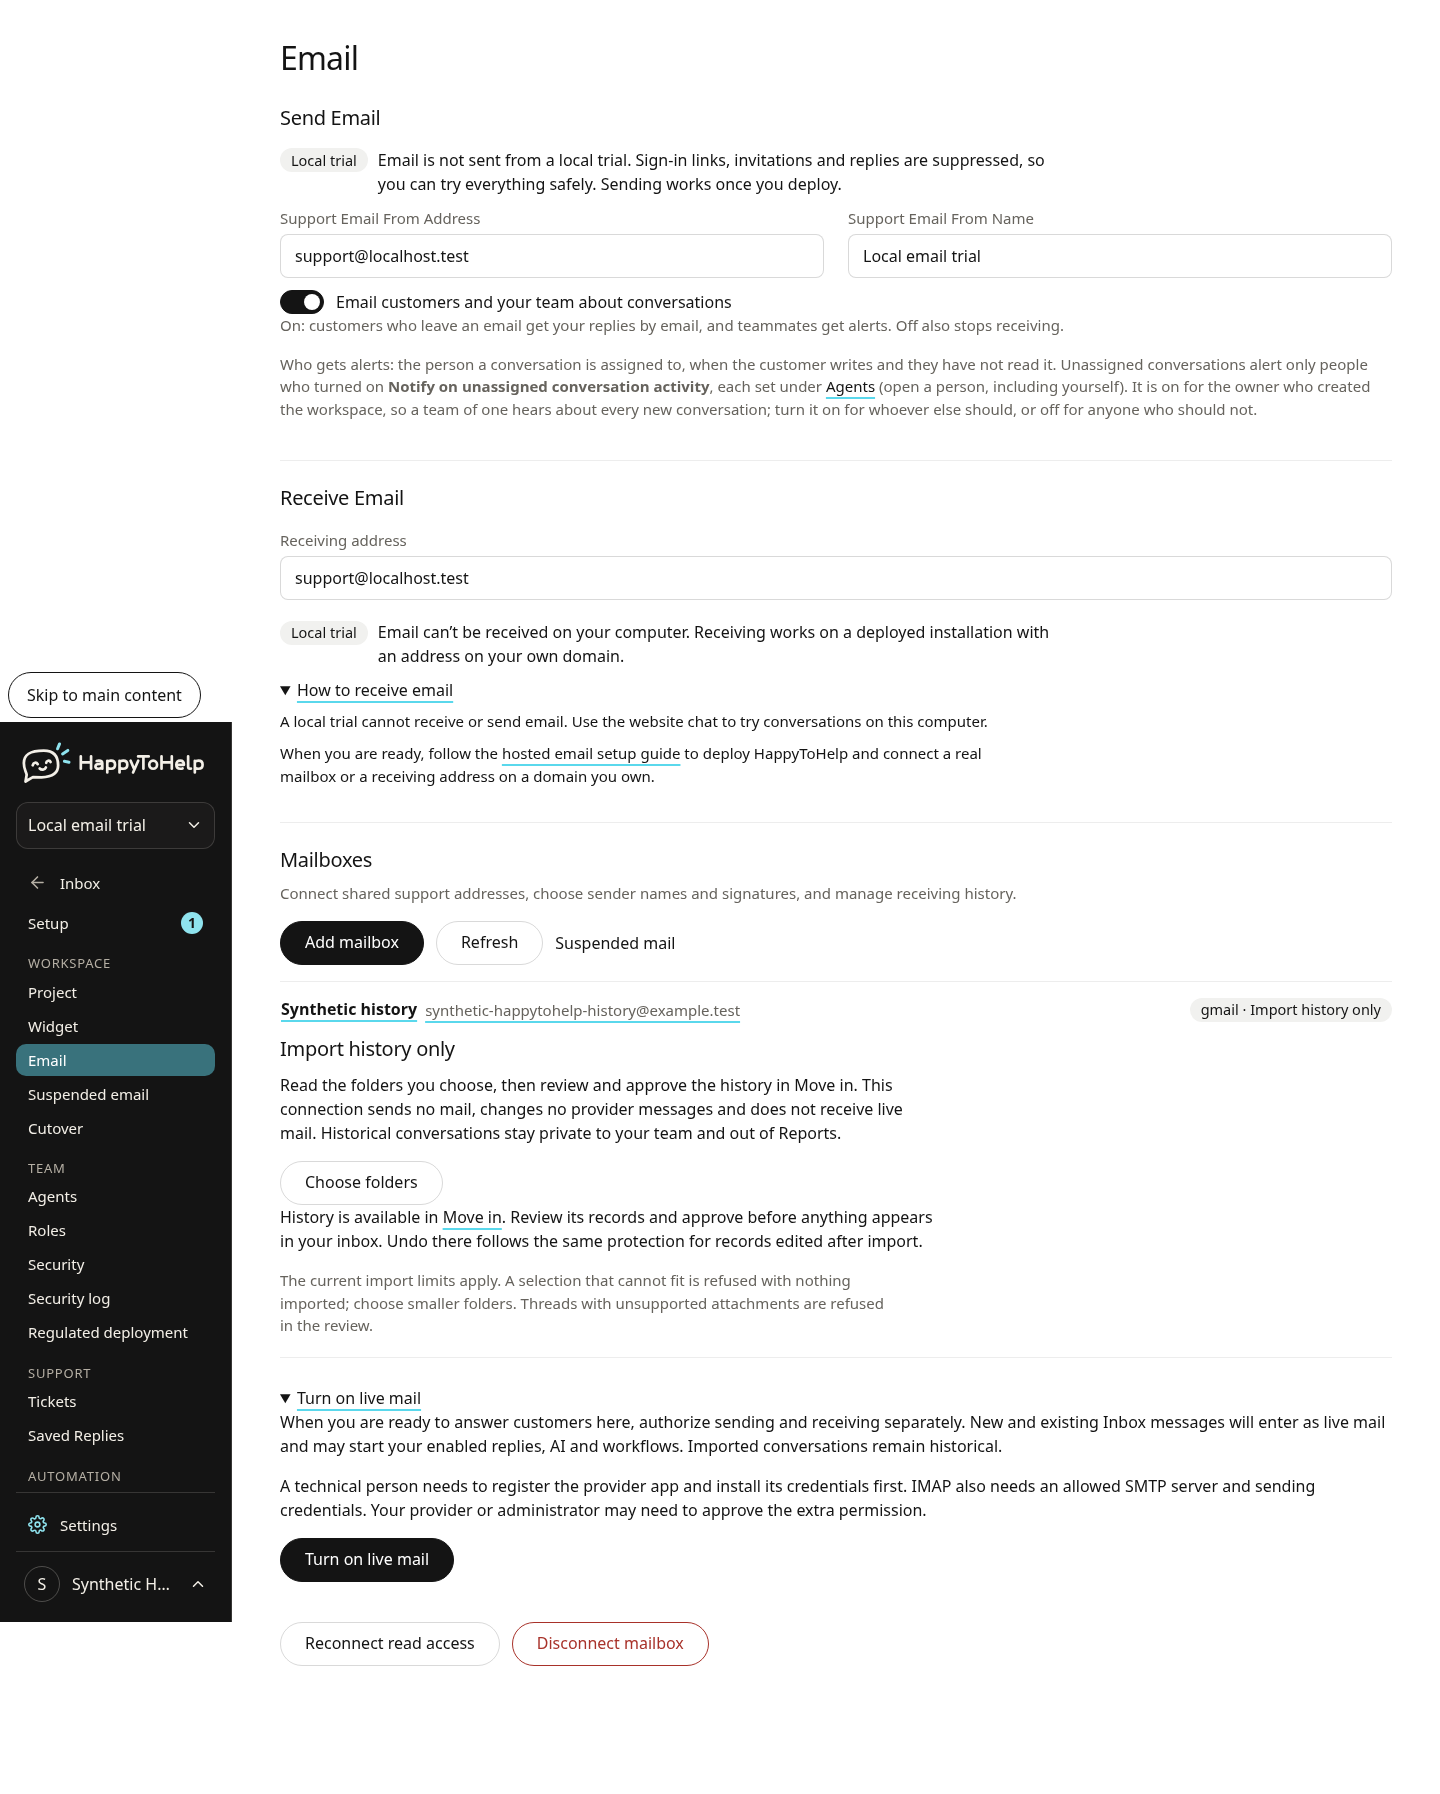 Skip to main content
HappyToHelp
Local email trial
Inbox
Setup
1
WORKSPACE
Project
Widget
Email
Suspended email
Cutover
TEAM
Agents
Roles
Security
Security log
Regulated deployment
SUPPORT
Tickets
Saved Replies
AUTOMATION
Settings
S
Synthetic H...
Email
Send Email
Local trial
Email is not sent from a local trial. Sign-in links, invitations and replies are suppressed, so
you can try everything safely. Sending works once you deploy.
Support Email From Address
Support Email From Name
support@localhost.test
Local email trial
Email customers and your team about conversations
On: customers who leave an email get your replies by email, and teammates get alerts. Off also stops receiving.
Who gets alerts: the person a conversation is assigned to, when the customer writes and they have not read it. Unassigned conversations alert only people
who turned on Notify on unassigned conversation activity, each set under Agents (open a person, including yourself). It is on for the owner who created
the workspace, so a team of one hears about every new conversation; turn it on for whoever else should, or off for anyone who should not.
Receive Email
Receiving address
support@localhost.test
Local trial
Email can’t be received on your computer. Receiving works on a deployed installation with
an address on your own domain.
How to receive email
A local trial cannot receive or send email. Use the website chat to try conversations on this computer.
When you are ready, follow the hosted email setup guide to deploy HappyToHelp and connect a real
mailbox or a receiving address on a domain you own.
Mailboxes
Connect shared support addresses, choose sender names and signatures, and manage receiving history.
Add mailbox
Refresh
Suspended mail
Synthetic history synthetic-happytohelp-history@example.test
gmail · Import history only
Import history only
Read the folders you choose, then review and approve the history in Move in. This
connection sends no mail, changes no provider messages and does not receive live
mail. Historical conversations stay private to your team and out of Reports.
Choose folders
History is available in Move in. Review its records and approve before anything appears
in your inbox. Undo there follows the same protection for records edited after import.
The current import limits apply. A selection that cannot fit is refused with nothing
imported; choose smaller folders. Threads with unsupported attachments are refused
in the review.
Turn on live mail
When you are ready to answer customers here, authorize sending and receiving separately. New and existing Inbox messages will enter as live mail
and may start your enabled replies, AI and workflows. Imported conversations remain historical.
A technical person needs to register the provider app and install its credentials first. IMAP also needs an allowed SMTP server and sending
credentials. Your provider or administrator may need to approve the extra permission.
Turn on live mail
Reconnect read access
Disconnect mailbox